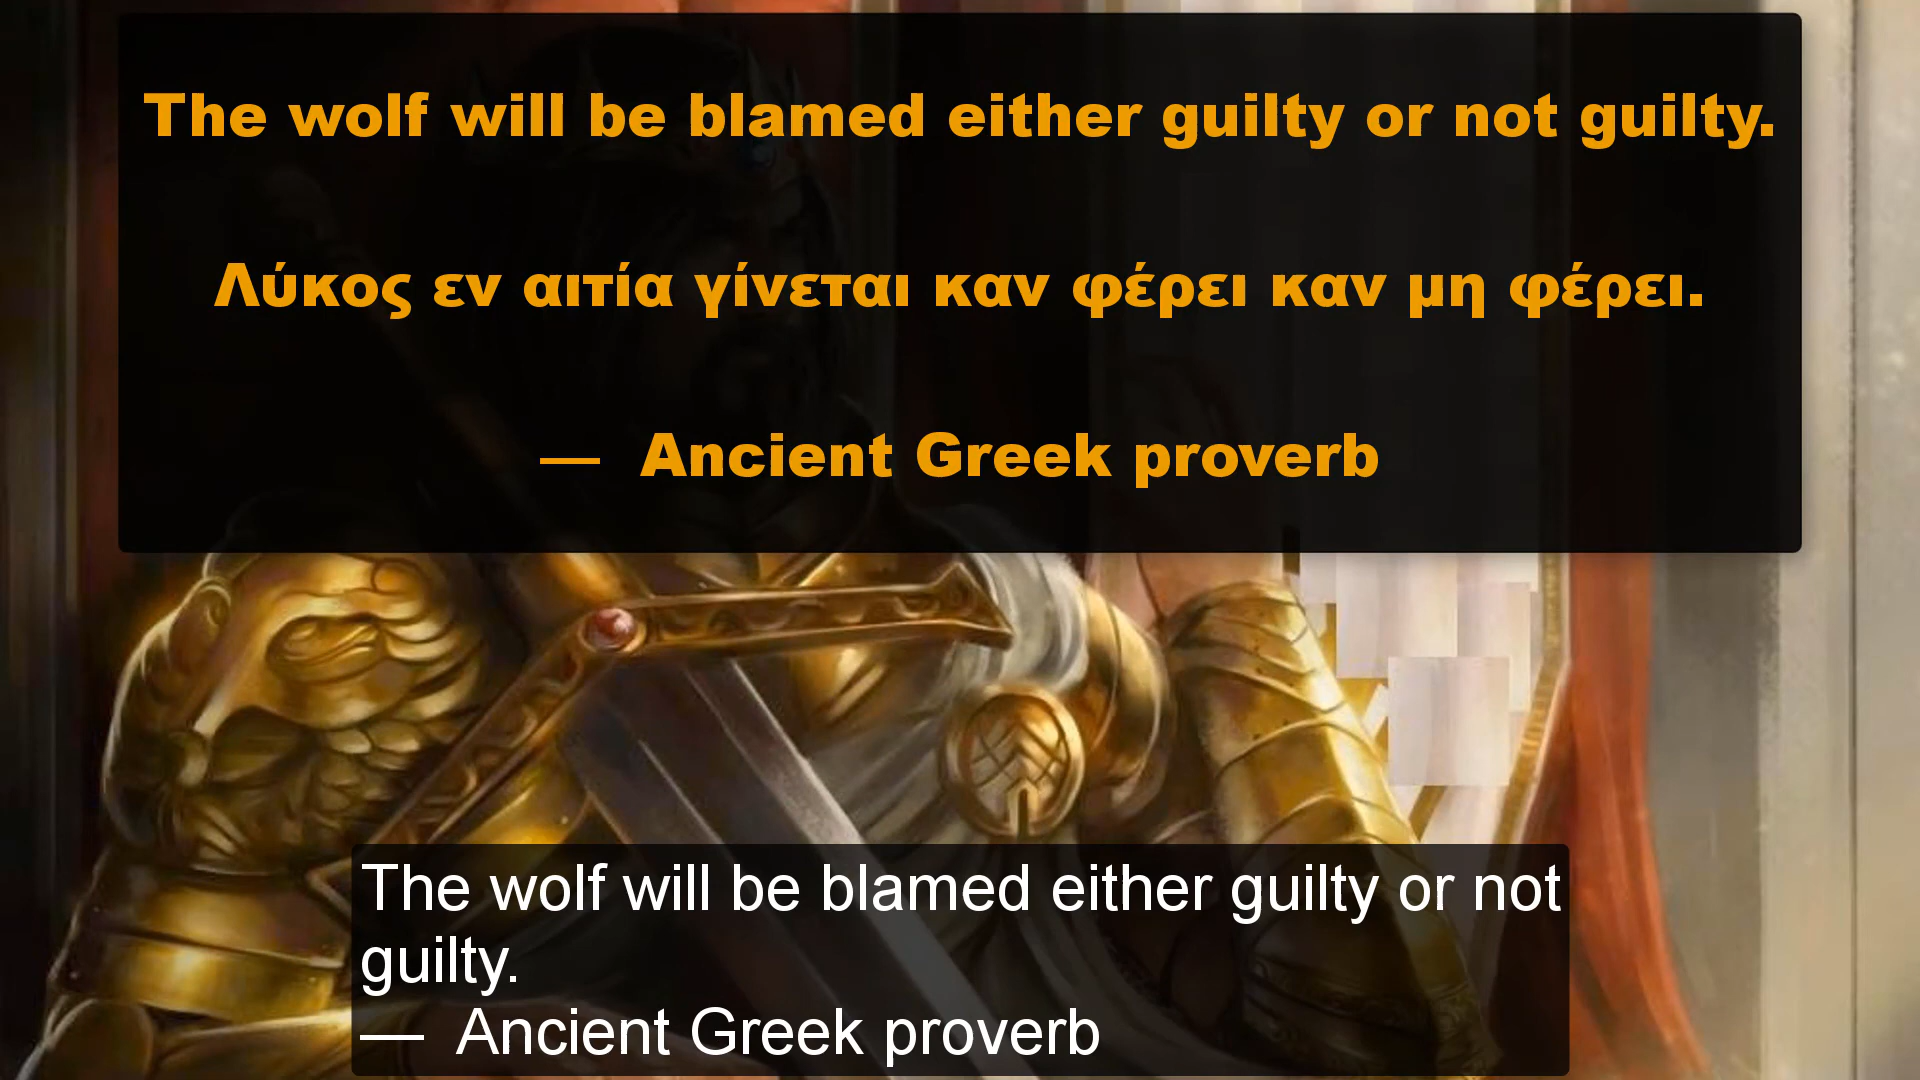 The wolf will be blamed either guilty or not guilty.
Λύκος εν αιτία γίνεται καν φέρει καν μη φέρει.
— Ancient Greek proverb
The wolf will be blamed either guilty or not
guilty.
— Ancient Greek proverb